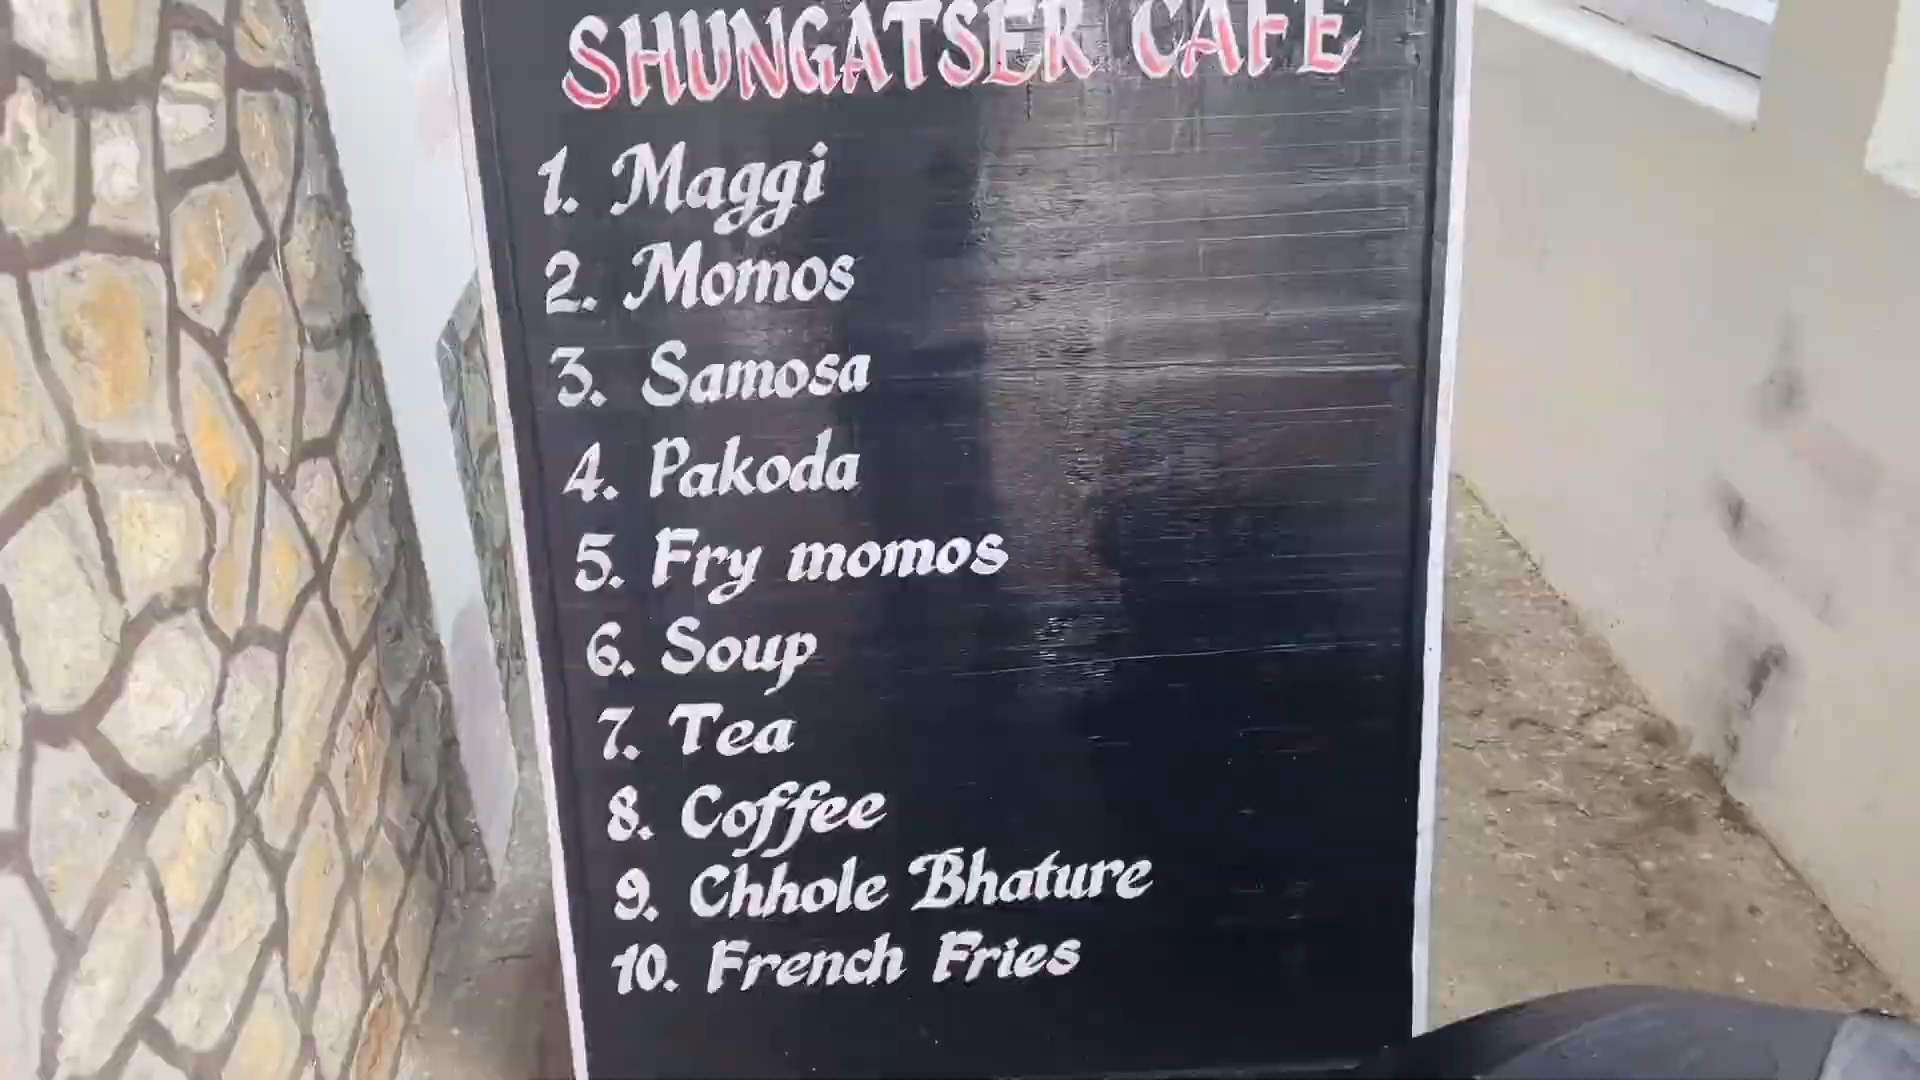 SHUNGATSER CAFE
1. Maggi
2. Momos
3. Samosa
4. Pakoda
5. Fry momos
6. Soup
7. Tea
8. Coffee
9. Chhole Bhature
10. French Fries